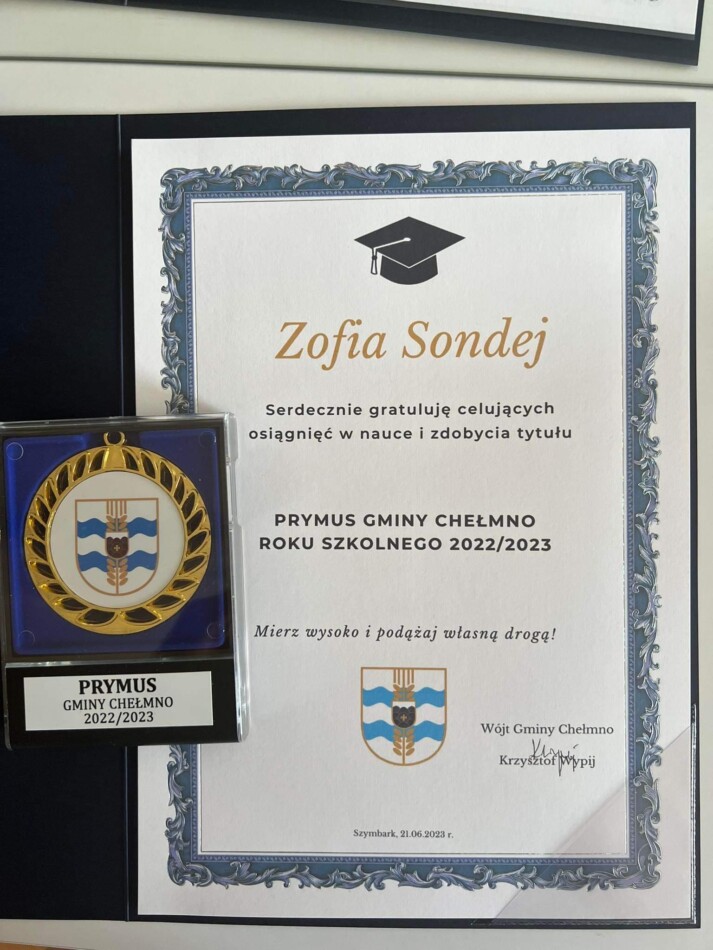 Zofia Sondej
Serdecznie gratuluję celujących
osiągnięć w nauce i zdobycia tytułu
PRYMUS GMINY CHEŁMNO
ROKU SZKOLNEGO 2022/2023
Mierz wysoko i podążaj własną drogą!
Wójt Gminy Chełmno
Krzysztof Wypij
Szymbark, 21.06.2023 r.
PRYMUS
GMINY CHEŁMNO
2022/2023